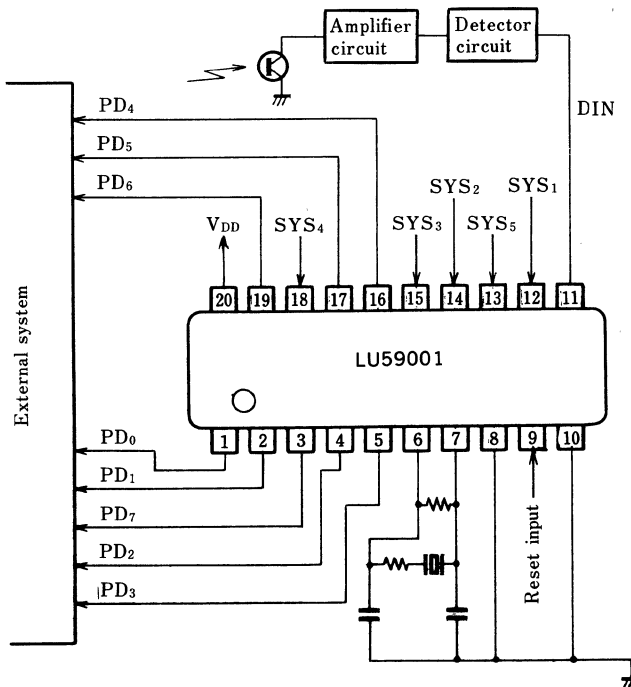 Amplifier
circuit
Detector
circuit
DIN
PD4
PD5
PD6
VDD
SYS4
SYS3
SYS2
SYS5
SYS1
20 19 18 17 16 15 14 13 12 11
LU59001
External system
1 2 3 4 5 6 7 8 9 10
PD0
PD1
PD7
PD2
PD3
Reset input